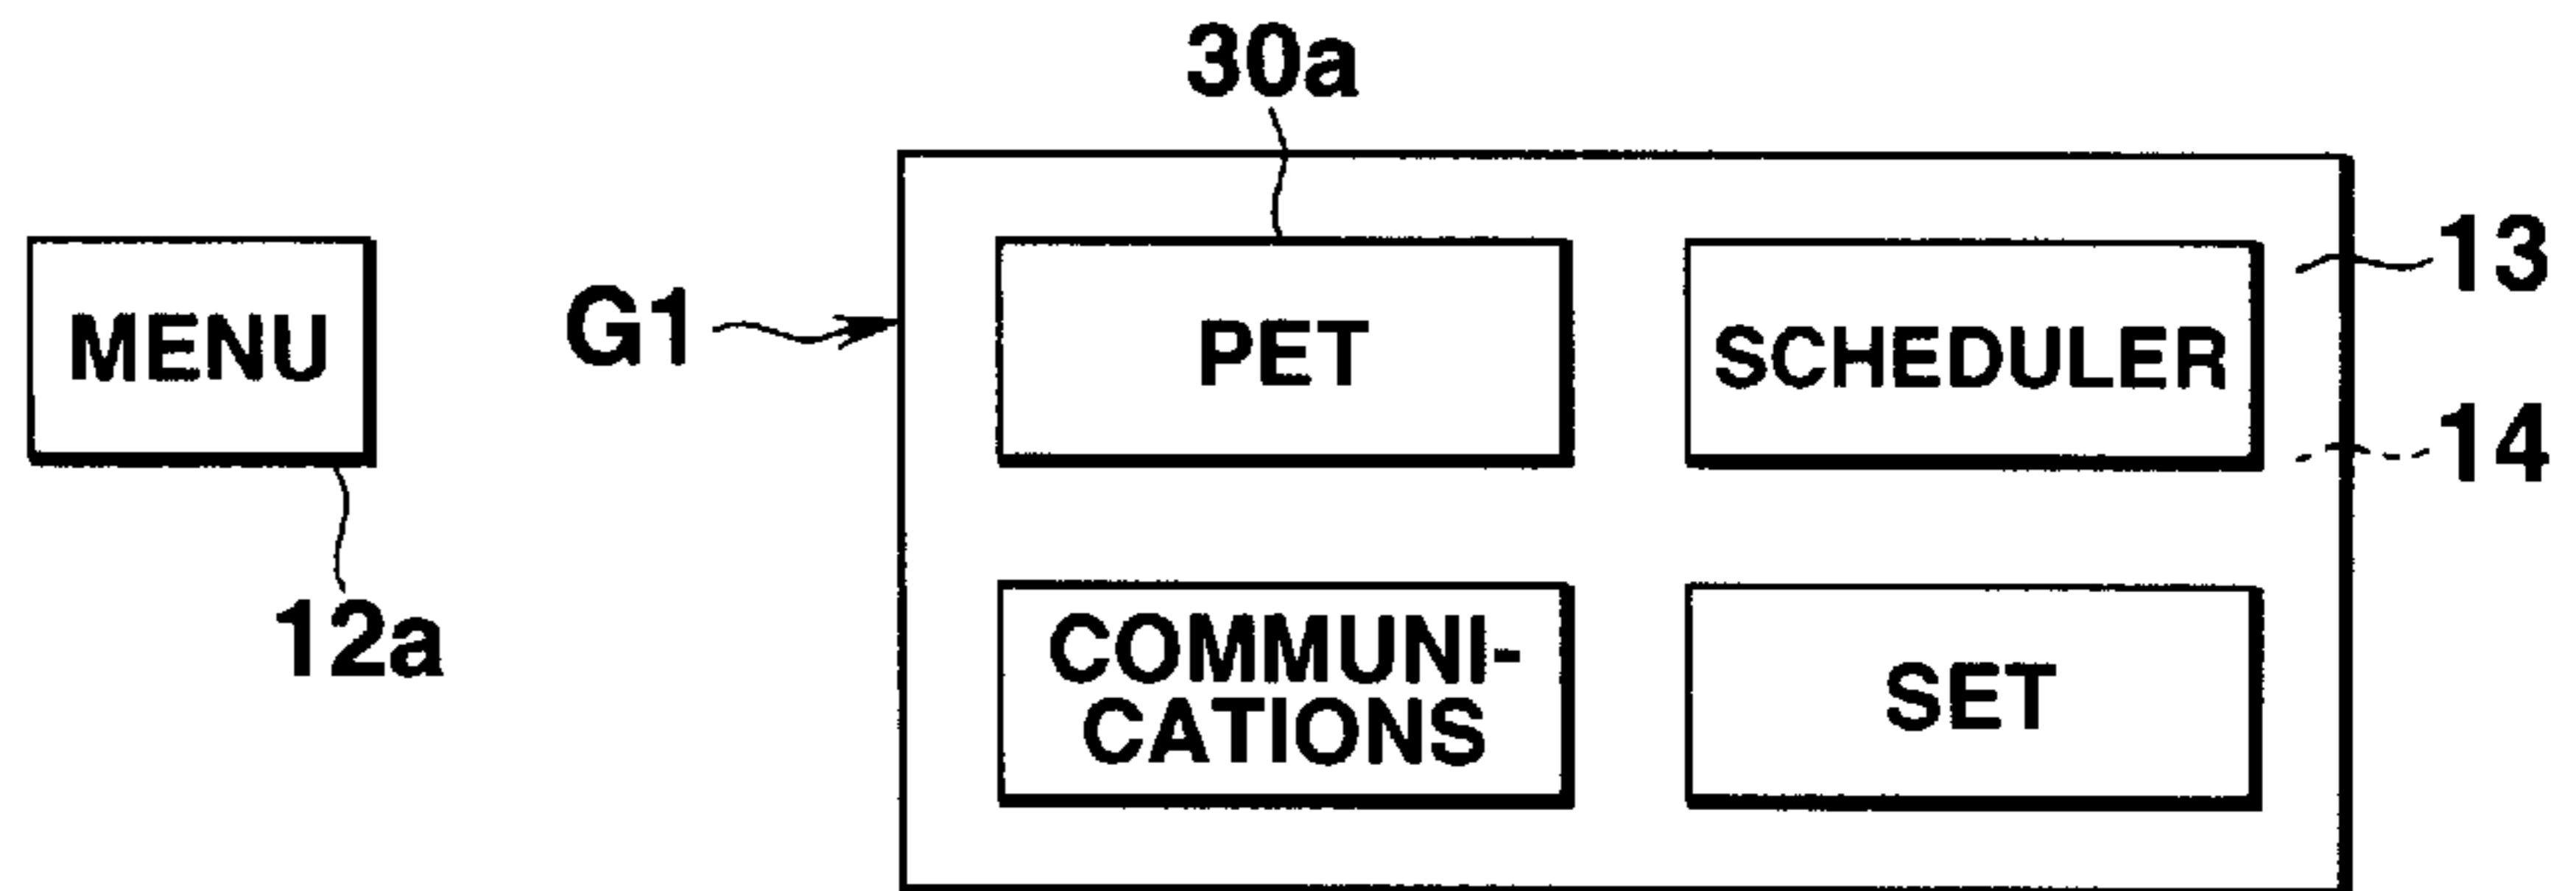 30a
13
MENU
G1
PET
SCHEDULER
14
12a
COMMUNI-
CATIONS
SET